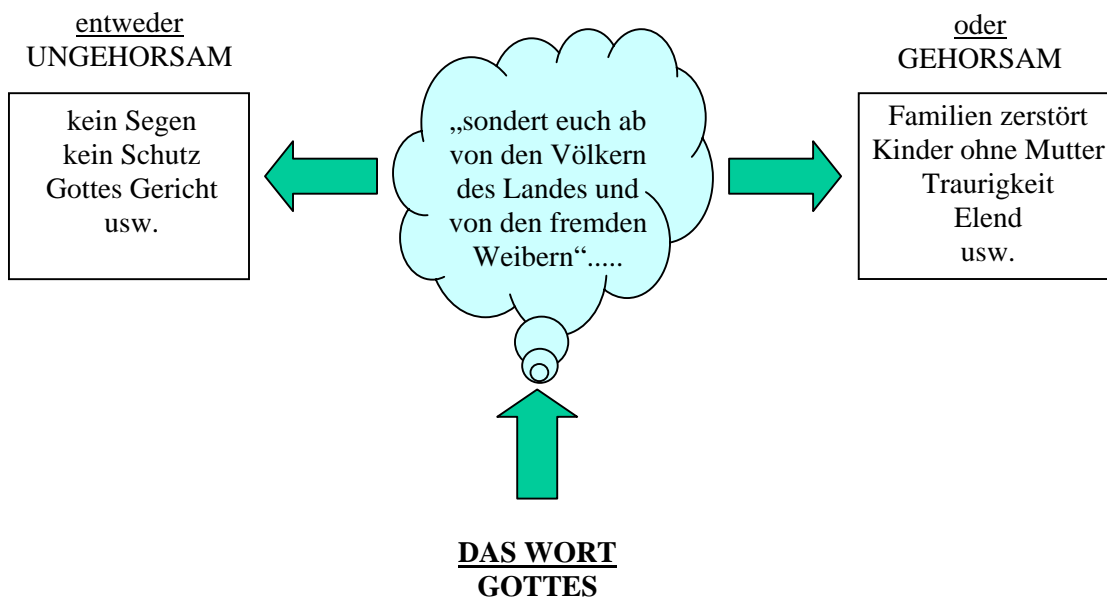 entweder
UNGEHORSAM
kein Segen
kein Schutz
Gottes Gericht
usw.
„sondert euch ab
von den Völkern
des Landes und
von den fremden
Weibern“.....
oder
GEHORSAM
Familien zerstört
Kinder ohne Mutter
Traurigkeit
Elend
usw.
DAS WORT
GOTTES